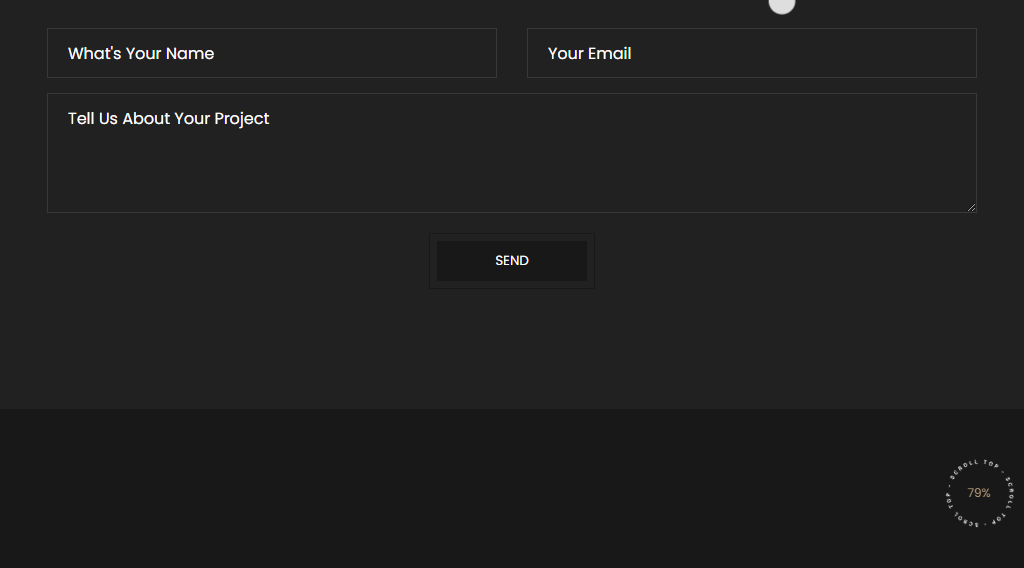 What's Your Name
Your Email
Tell Us About Your Project
SEND
SCROLL TOP - SCROLL TOP - SCROLL TOP -
79%